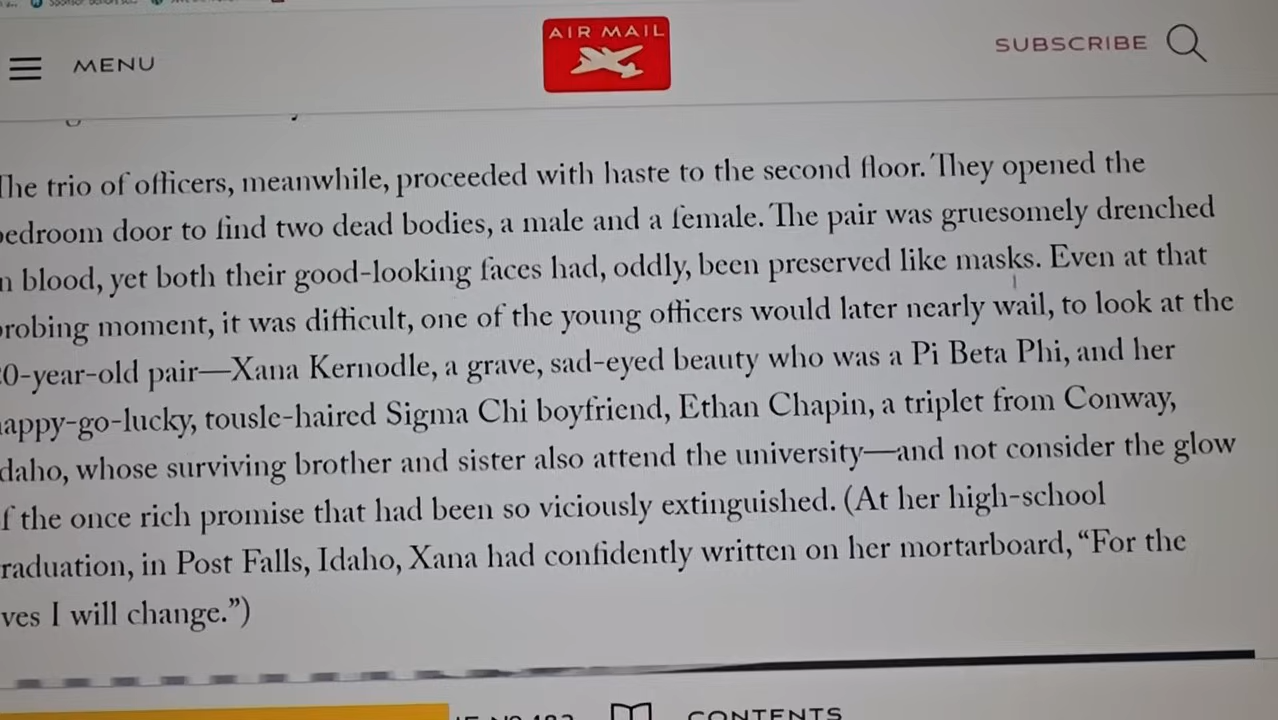 AIR MAIL
MENU
SUBSCRIBE
The trio of officers, meanwhile, proceeded with haste to the second floor. They opened the
edroom door to find two dead bodies, a male and a female. The pair was gruesomely drenched
n blood, yet both their good-looking faces had, oddly, been preserved like masks. Even at that
robing moment, it was difficult, one of the young officers would later nearly wail, to look at the
0-year-old pair—Xana Kernodle, a grave, sad-eyed beauty who was a Pi Beta Phi, and her
appy-go-lucky, tousle-haired Sigma Chi boyfriend, Ethan Chapin, a triplet from Conway,
daho, whose surviving brother and sister also attend the university—and not consider the glow
f the once rich promise that had been so viciously extinguished. (At her high-school
raduation, in Post Falls, Idaho, Xana had confidently written on her mortarboard, “For the
ves I will change.”)
CONTENTS